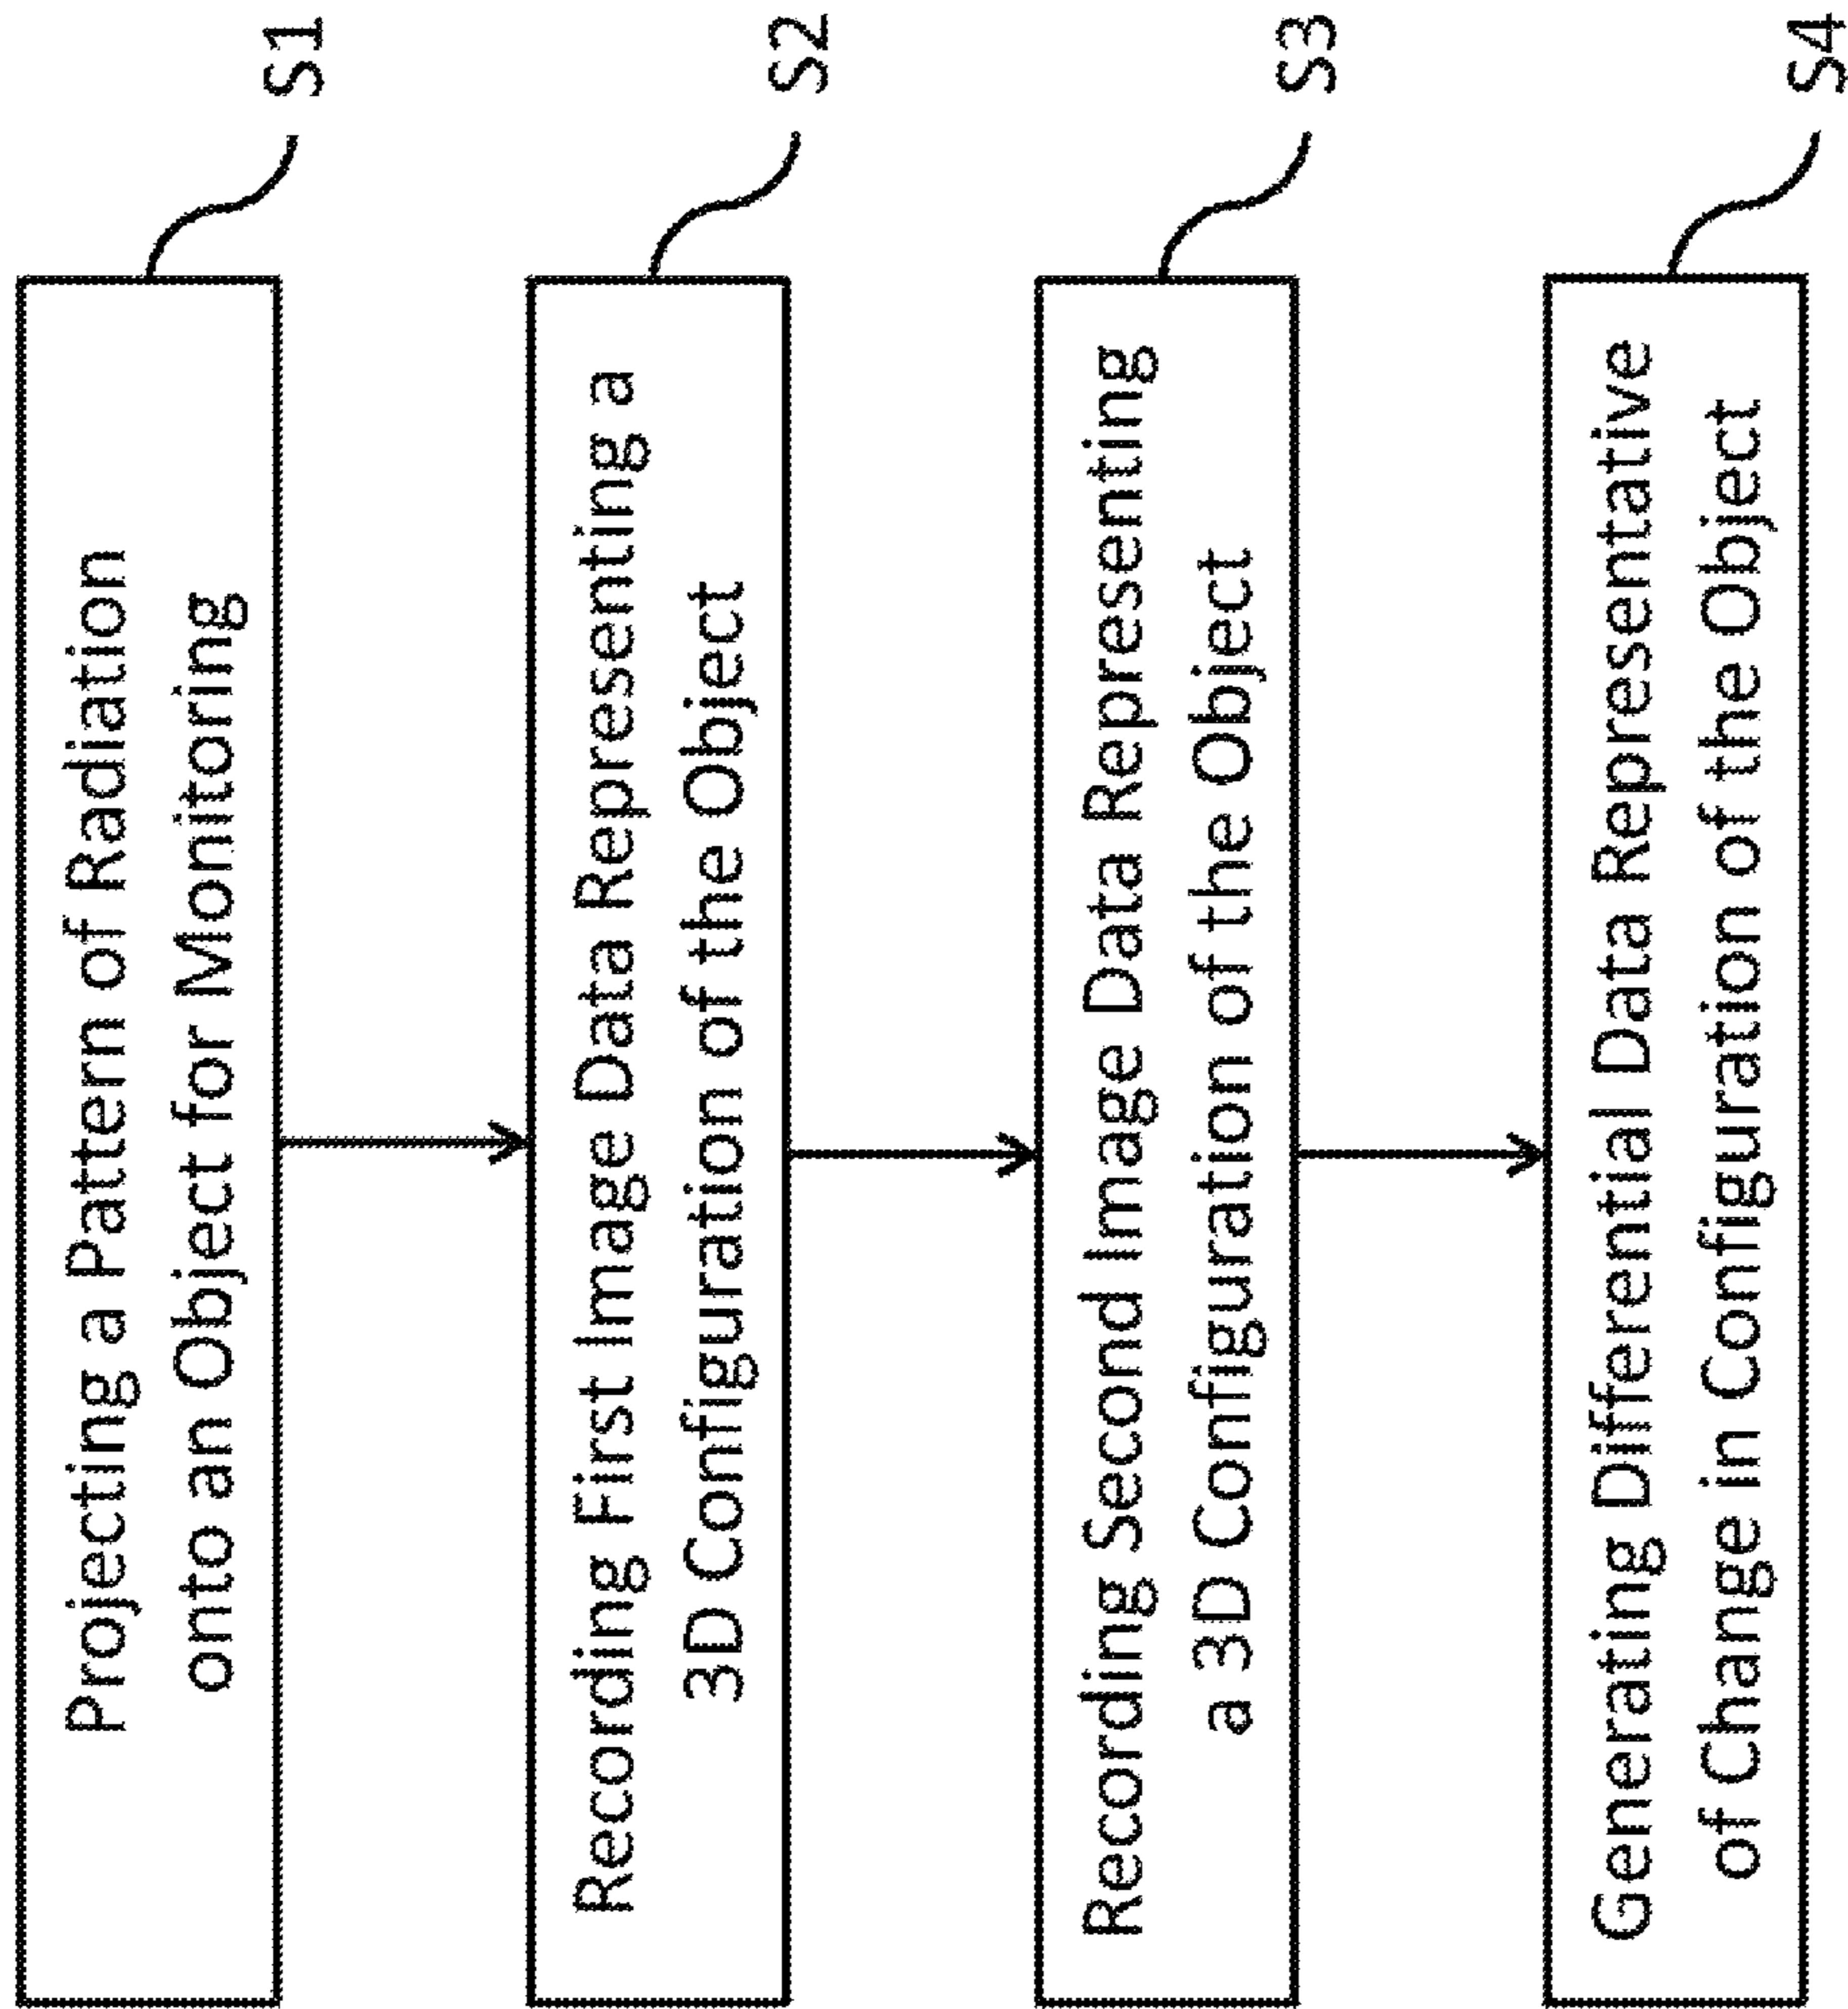 Projecting a Pattern of Radiation
onto an Object for Monitoring
S1
Recording First Image Data Representing a
3D Configuration of the Object
S2
Recording Second Image Data Representing
a 3D Configuration of the Object
S3
Generating Differential Data Representative
of Change in Configuration of the Object
S4